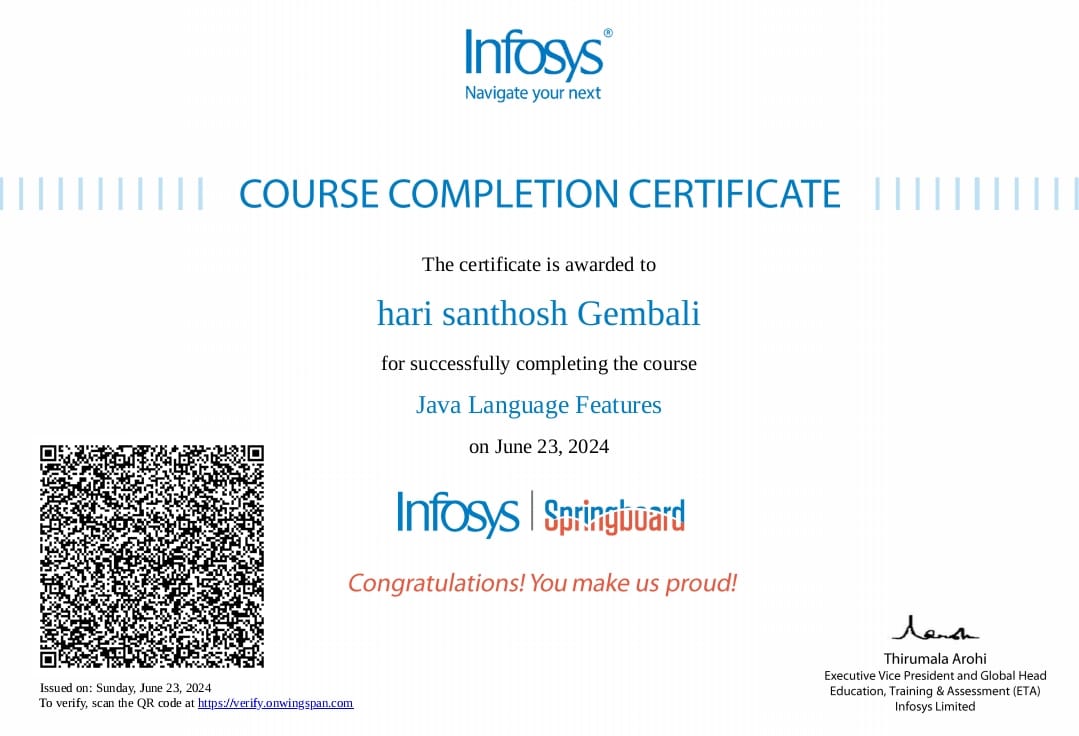 Infosys®
Navigate your next
COURSE COMPLETION CERTIFICATE
The certificate is awarded to
hari santhosh Gembali
for successfully completing the course
Java Language Features
on June 23, 2024
Infosys | Springboard
Congratulations! You make us proud!
Issued on: Sunday, June 23, 2024
To verify, scan the QR code at https://verify.onwingspan.com
Thirumala Arohi
Executive Vice President and Global Head
Education, Training & Assessment (ETA)
Infosys Limited